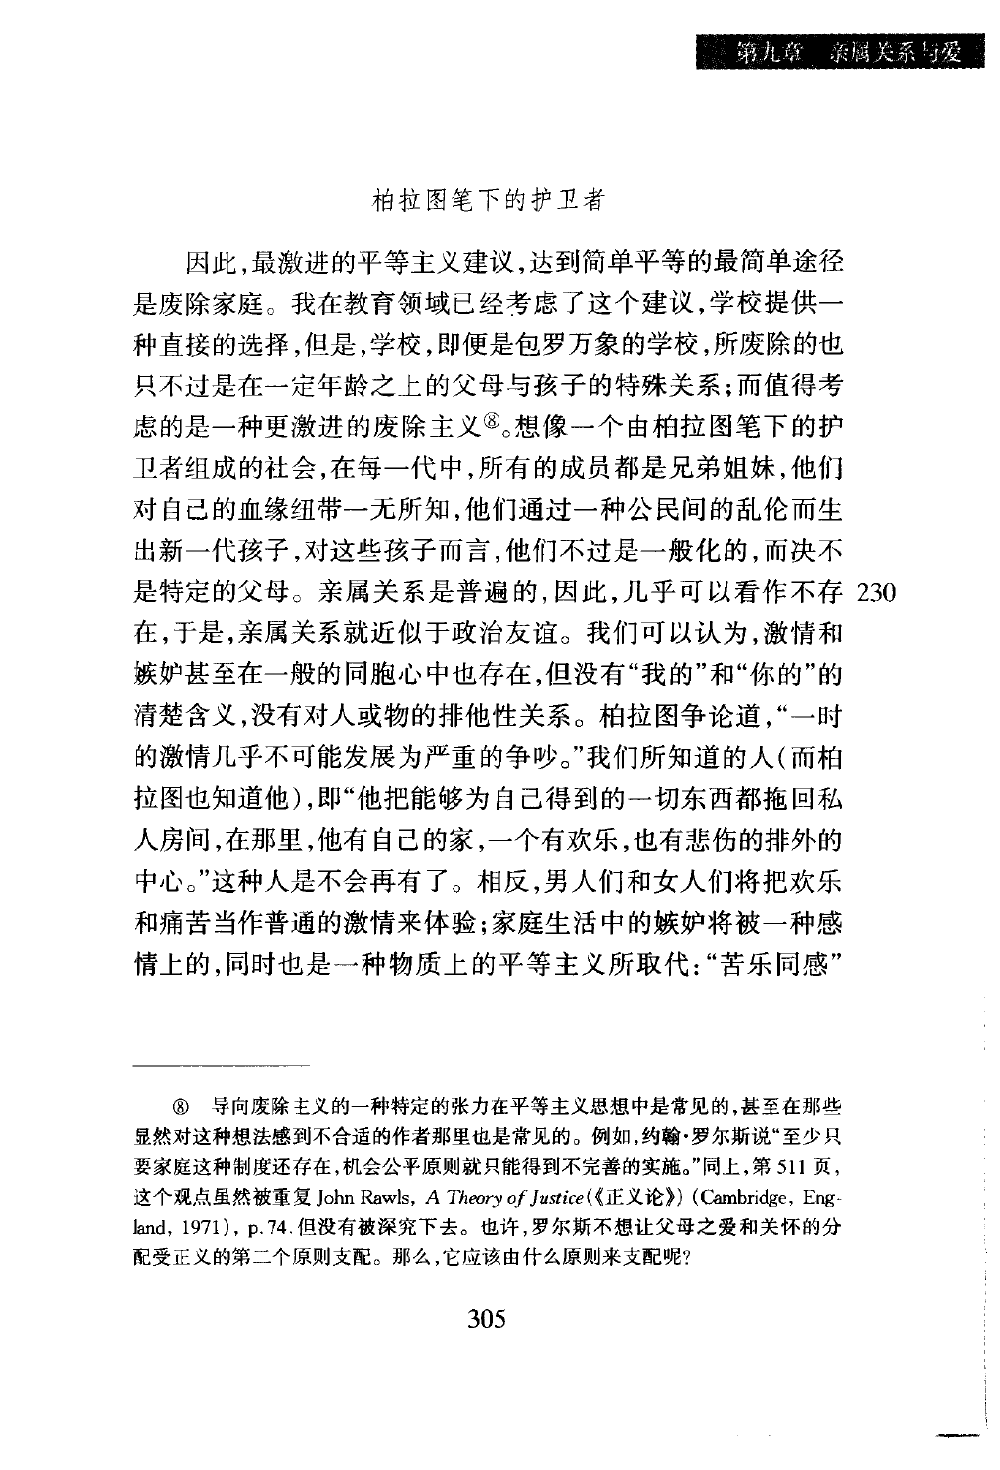 第九章 亲属关系与爱
柏拉图笔下的护卫者
因此,最激进的平等主义建议,达到简单平等的最简单途径
是废除家庭。我在教育领域已经考虑了这个建议,学校提供一
种直接的选择,但是,学校,即便是包罗万象的学校,所废除的也
只不过是在一定年龄之上的父母与孩子的特殊关系;而值得考
虑的是一种更激进的废除主义⑧。想像一个由柏拉图笔下的护
卫者组成的社会,在每一代中,所有的成员都是兄弟姐妹,他们
对自己的血缘纽带一无所知,他们通过一种公民间的乱伦而生
出新一代孩子,对这些孩子而言,他们不过是一般化的,而决不
是特定的父母。亲属关系是普遍的,因此,几乎可以看作不存 230
在,于是,亲属关系就近似于政治友谊。我们可以认为,激情和
嫉妒甚至在一般的同胞心中也存在,但没有“我的”和“你的”的
清楚含义,没有对人或物的排他性关系。柏拉图争论道,“一时
的激情几乎不可能发展为严重的争吵。”我们所知道的人(而柏
拉图也知道他),即“他把能够为自己得到的一切东西都拖回私
人房间,在那里,他有自己的家,一个有欢乐,也有悲伤的排外的
中心。”这种人是不会再有了。相反,男人们和女人们将把欢乐
和痛苦当作普通的激情来体验;家庭生活中的嫉妒将被一种感
情上的,同时也是一种物质上的平等主义所取代:“苦乐同感”
⑧ 导向废除主义的一种特定的张力在平等主义思想中是常见的,甚至在那些
显然对这种想法感到不合适的作者那里也是常见的。例如,约翰·罗尔斯说“至少只
要家庭这种制度还存在,机会公平原则就只能得到不完善的实施。”同上,第 511 页,
这个观点虽然被重复 John Rawls, A Theory of Justice(《正义论》) (Cambridge, Eng-
land, 1971), p.74.但没有被深究下去。也许,罗尔斯不想让父母之爱和关怀的分
配受正义的第二个原则支配。那么,它应该由什么原则来支配呢?
305